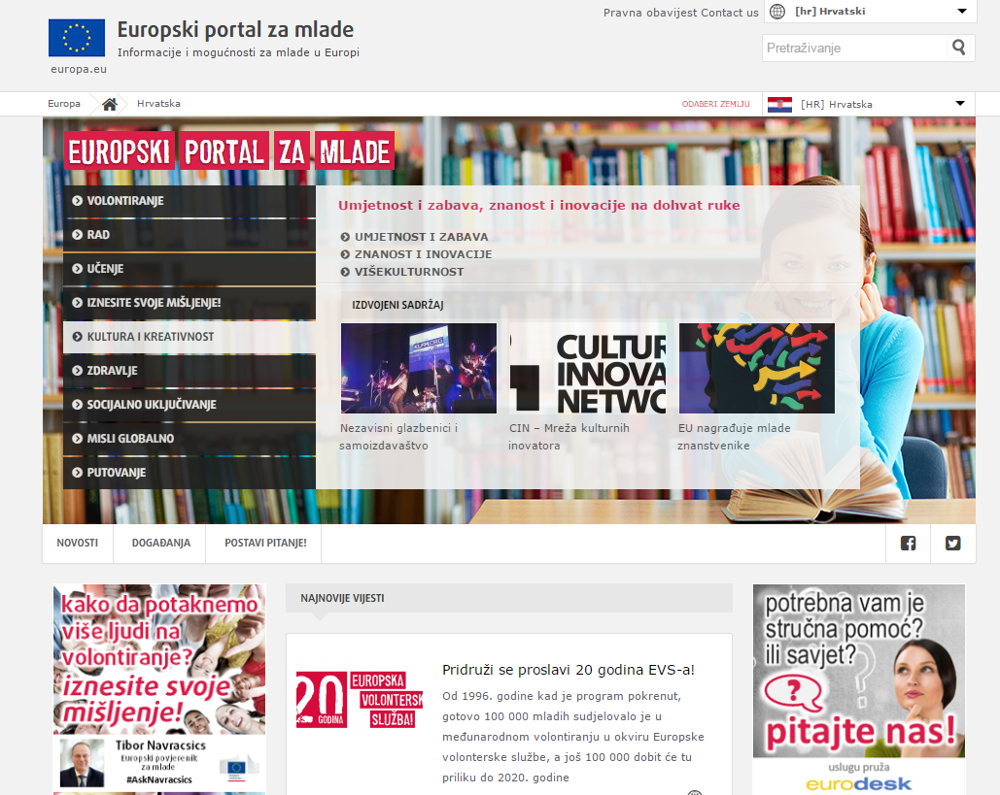 Europski portal za mlade
Informacije i mogućnosti za mlade u Europi
europa.eu
Pravna obavijest Contact us
[hr] Hrvatski
Pretraživanje
Europa
Hrvatska
ODABERI ZEMLJU
[HR] Hrvatska
EUROPSKI PORTAL ZA MLADE
VOLONTIRANJE
RAD
UČENJE
IZNESITE SVOJE MIŠLJENJE!
KULTURA I KREATIVNOST
ZDRAVLJE
SOCIJALNO UKLJUČIVANJE
MISLI GLOBALNO
PUTOVANJE
Umjetnost i zabava, znanost i inovacije na dohvat ruke
UMJETNOST I ZABAVA
ZNANOST I INOVACIJE
VIŠEKULTURNOST
IZDVOJENI SADRŽAJ
CULTUR
INNOVA
NETWO
Nezavisni glazbenici i
samoizdavaštvo
CIN – Mreža kulturnih
inovatora
EU nagrađuje mlade
znanstvenike
NOVOSTI
DOGAĐANJA
POSTAVI PITANJE!
kako da potaknemo
više ljudi na
volontiranje?
iznesite svoje
mišljenje!
Tibor Navracsics
Europski povjerenik
za mlade
#AskNavracsics
NAJNOVIJE VIJESTI
20
GODINA
EUROPSKA
VOLONTERSK
SLUŽBA!
Pridruži se proslavi 20 godina EVS-a!
Od 1996. godine kad je program pokrenut,
gotovo 100 000 mladih sudjelovalo je u
međunarodnom volontiranju u okviru Europske
volonterske službe, a još 100 000 dobit će tu
priliku do 2020. godine
potrebna vam je
stručna pomoć?
ili savjet?
?
pitajte nas!
uslugu pruža
eurodesk